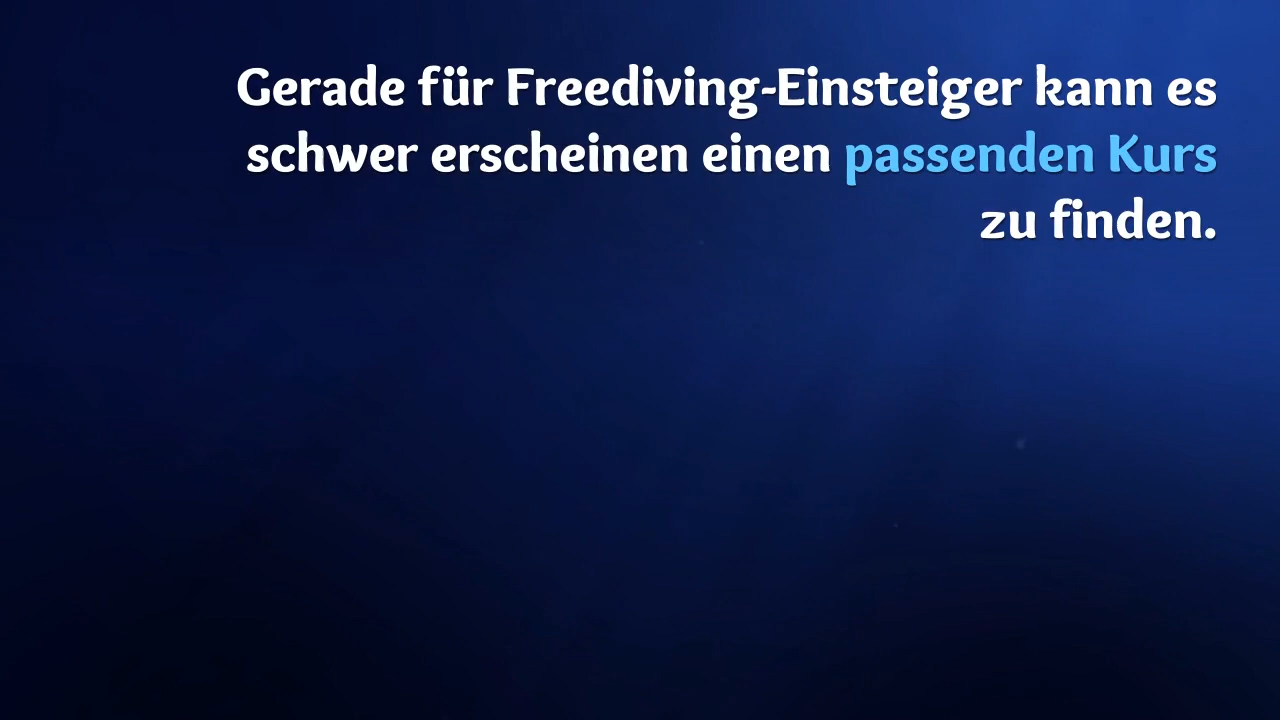 Gerade für Freediving-Einsteiger kann es
schwer erscheinen einen passenden Kurs
zu finden.